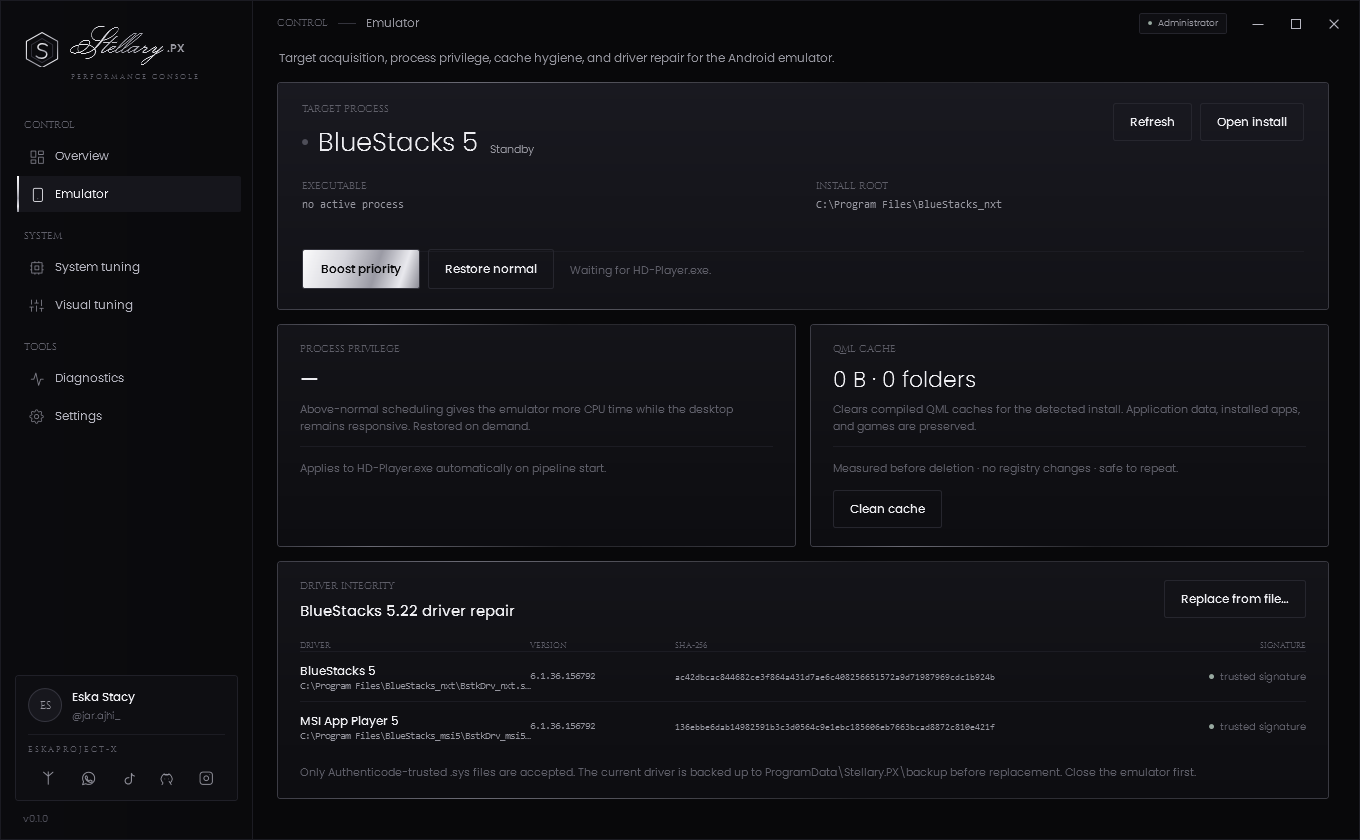 S Stellary.PX
PERFORMANCE CONSOLE
CONTROL
Overview
Emulator
SYSTEM
System tuning
Visual tuning
TOOLS
Diagnostics
Settings
ES
Eska Stacy
@jar.ajhi_
ESKAPROJECT-X
v0.1.0
CONTROL — Emulator
Administrator
Target acquisition, process privilege, cache hygiene, and driver repair for the Android emulator.
TARGET PROCESS
BlueStacks 5 Standby
Refresh
Open install
EXECUTABLE
no active process
INSTALL ROOT
C:\Program Files\BlueStacks_nxt
Boost priority
Restore normal
Waiting for HD-Player.exe.
PROCESS PRIVILEGE
—
Above-normal scheduling gives the emulator more CPU time while the desktop
remains responsive. Restored on demand.
Applies to HD-Player.exe automatically on pipeline start.
QML CACHE
0 B · 0 folders
Clears compiled QML caches for the detected install. Application data, installed apps,
and games are preserved.
Measured before deletion · no registry changes · safe to repeat.
Clean cache
DRIVER INTEGRITY
BlueStacks 5.22 driver repair
Replace from file...
DRIVER VERSION SHA-256 SIGNATURE
BlueStacks 5
C:\Program Files\BlueStacks_nxt\BstkDrv_nxt.s…
6.1.36.156792
ac42dbcac844682ce3f864a431d7ae6c408256651572a9d71987969cdc1b924b
trusted signature
MSI App Player 5
C:\Program Files\BlueStacks_msi5\BstkDrv_msi5…
6.1.36.156792
136ebbe6dab14982591b3c3d0564c9e1ebc185606eb7663bcad8872c810e421f
trusted signature
Only Authenticode-trusted .sys files are accepted. The current driver is backed up to ProgramData\Stellary.PX\backup before replacement. Close the emulator first.